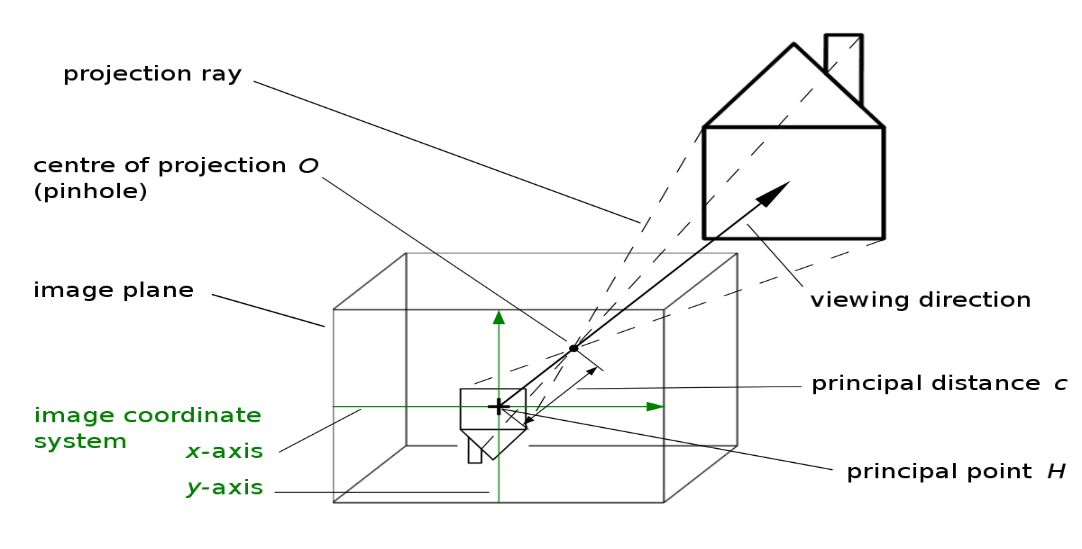 projection ray
centre of projection O
(pinhole)
image plane
viewing direction
principal distance c
image coordinate
system
x-axis
principal point H
y-axis